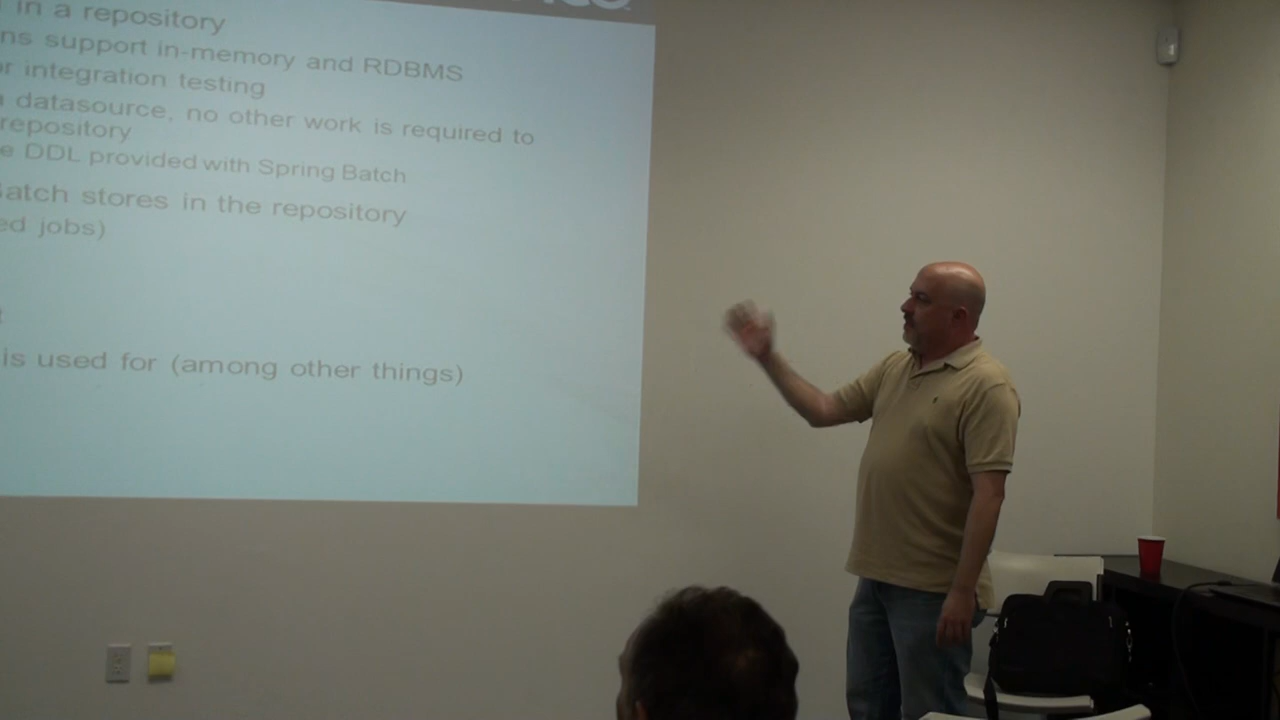 in a repository
ns support in-memory and RDBMS
r integration testing
datasource, no other work is required to
repository
e DDL provided with Spring Batch
atch stores in the repository
ed jobs)
is used for (among other things)